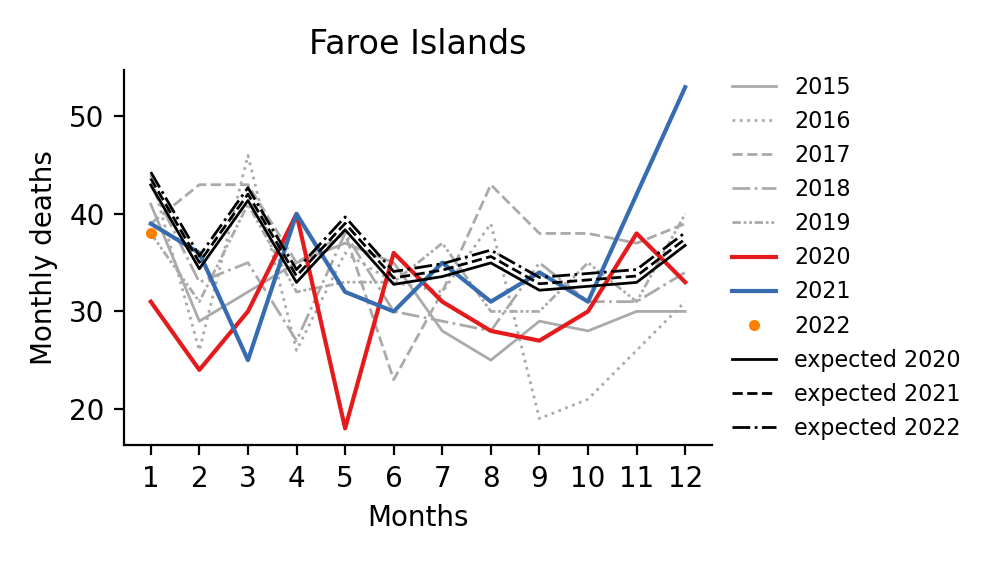 Faroe Islands
Monthly deaths
50
40
30
20
1 2 3 4 5 6 7 8 9 10 11 12
Months
2015
2016
2017
2018
2019
2020
2021
2022
expected 2020
expected 2021
expected 2022